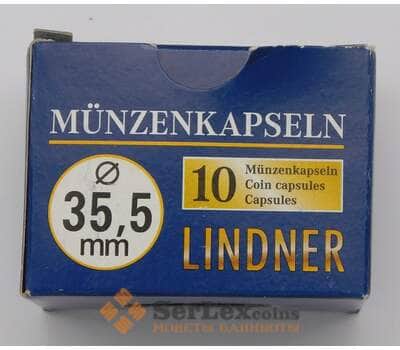 MÜNZENKAPSELN
Ø
35,5
mm
10
Münzenkapseln
Coin capsules
Capsules
LINDNER
SerLexcoins
МОНЕТЫ БАНКНОТЫ